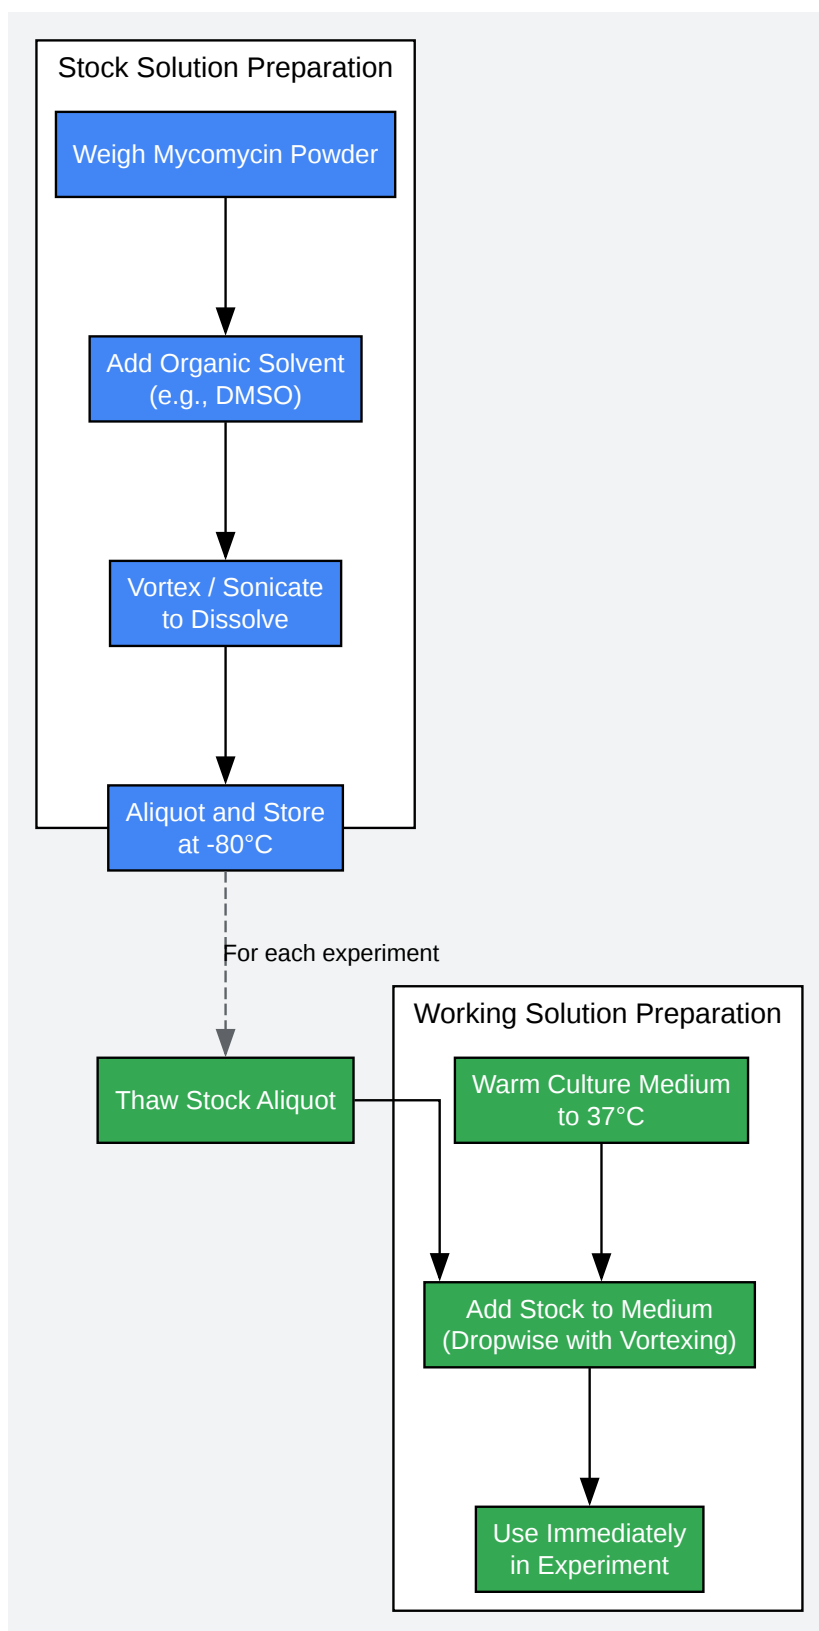 Stock Solution Preparation
Weigh Mycomycin Powder
Add Organic Solvent
(e.g., DMSO)
Vortex / Sonicate
to Dissolve
Aliquot and Store
at -80°C
For each experiment
Working Solution Preparation
Thaw Stock Aliquot
Warm Culture Medium
to 37°C
Add Stock to Medium
(Dropwise with Vortexing)
Use Immediately
in Experiment